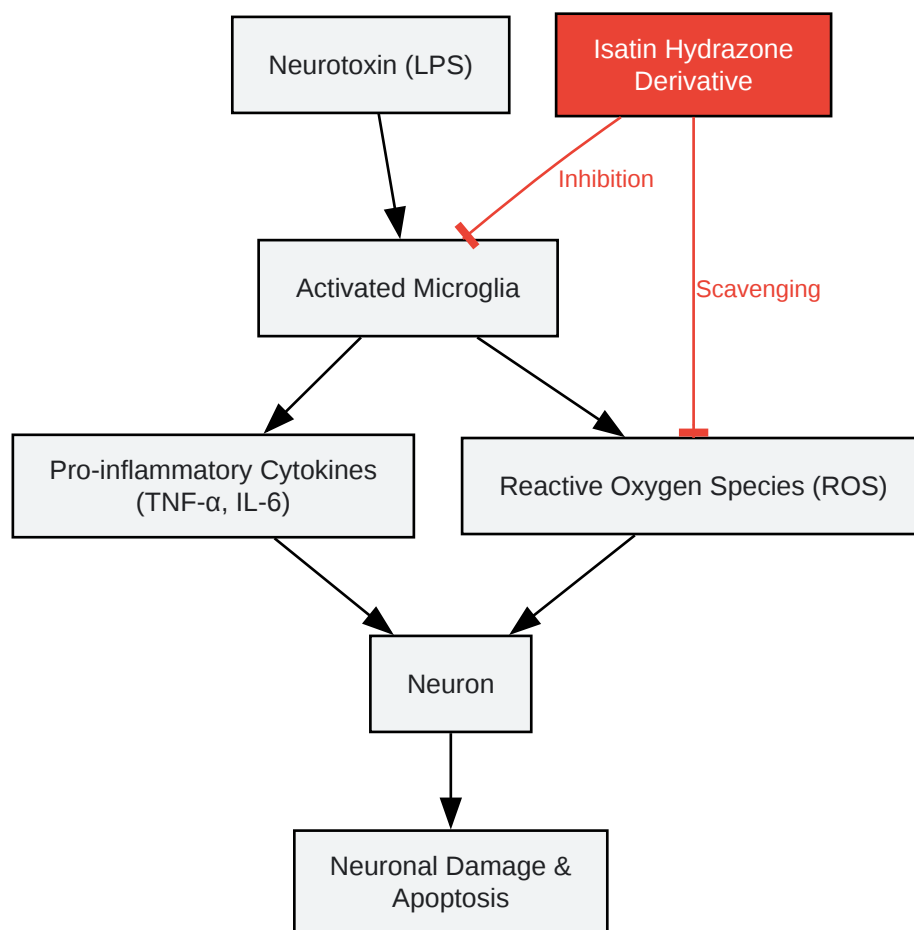 Neurotoxin (LPS)
Isatin Hydrazone
Derivative
Inhibition
Activated Microglia
Scavenging
Pro-inflammatory Cytokines
(TNF-α, IL-6)
Reactive Oxygen Species (ROS)
Neuron
Neuronal Damage &
Apoptosis